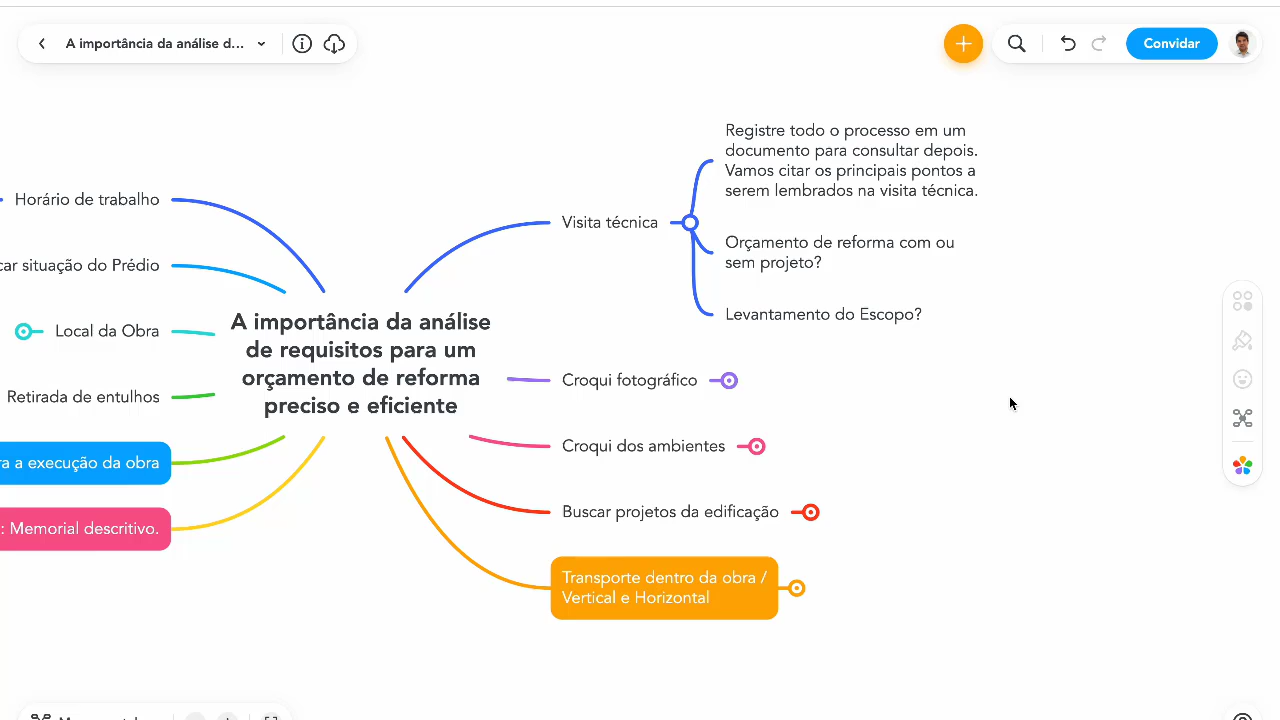 A importância da análise d...
Convidar
Registre todo o processo em um
documento para consultar depois.
Vamos citar os principais pontos a
serem lembrados na visita técnica.
Horário de trabalho
Visita técnica
Orçamento de reforma com ou
sem projeto?
car situação do Prédio
Levantamento do Escopo?
Local da Obra
A importância da análise
de requisitos para um
orçamento de reforma
preciso e eficiente
Croqui fotográfico
Retirada de entulhos
Croqui dos ambientes
ra a execução da obra
Buscar projetos da edificação
: Memorial descritivo.
Transporte dentro da obra /
Vertical e Horizontal